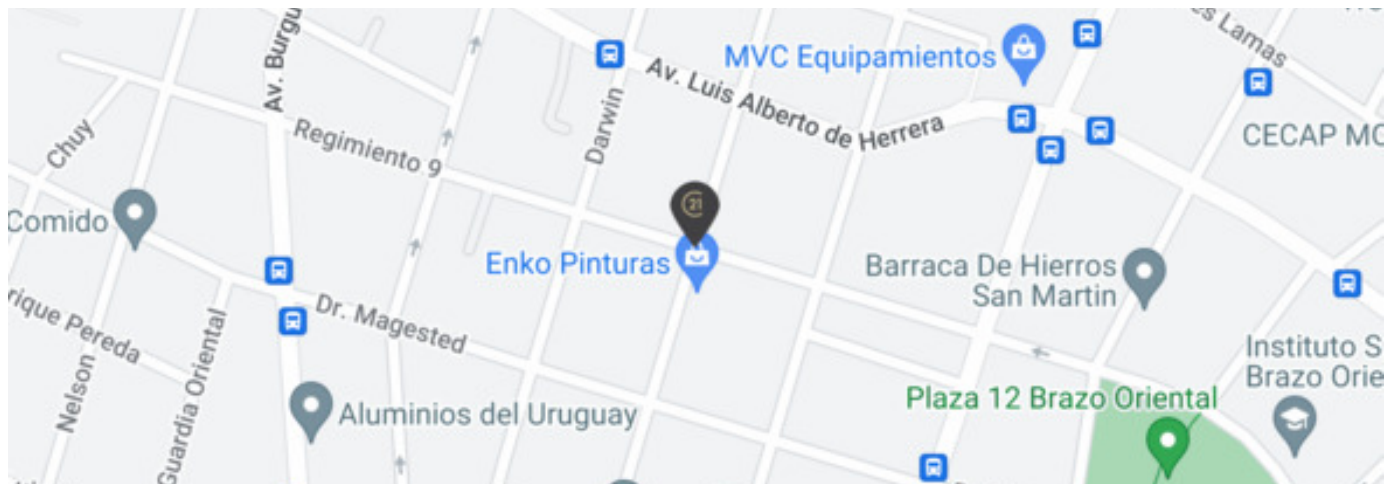 MVC Equipamientos
Av. Luis Alberto de Herrera
Av. Burgu
Darwin
Regimiento 9
Chuy
CECAP MO
21
Comido
Enko Pinturas
Barraca De Hierros
San Martin
rique Pereda
Dr. Magested
Nelson
Guardia Oriental
Aluminios del Uruguay
Plaza 12 Brazo Oriental
Instituto S
Brazo Orie
es Lamas